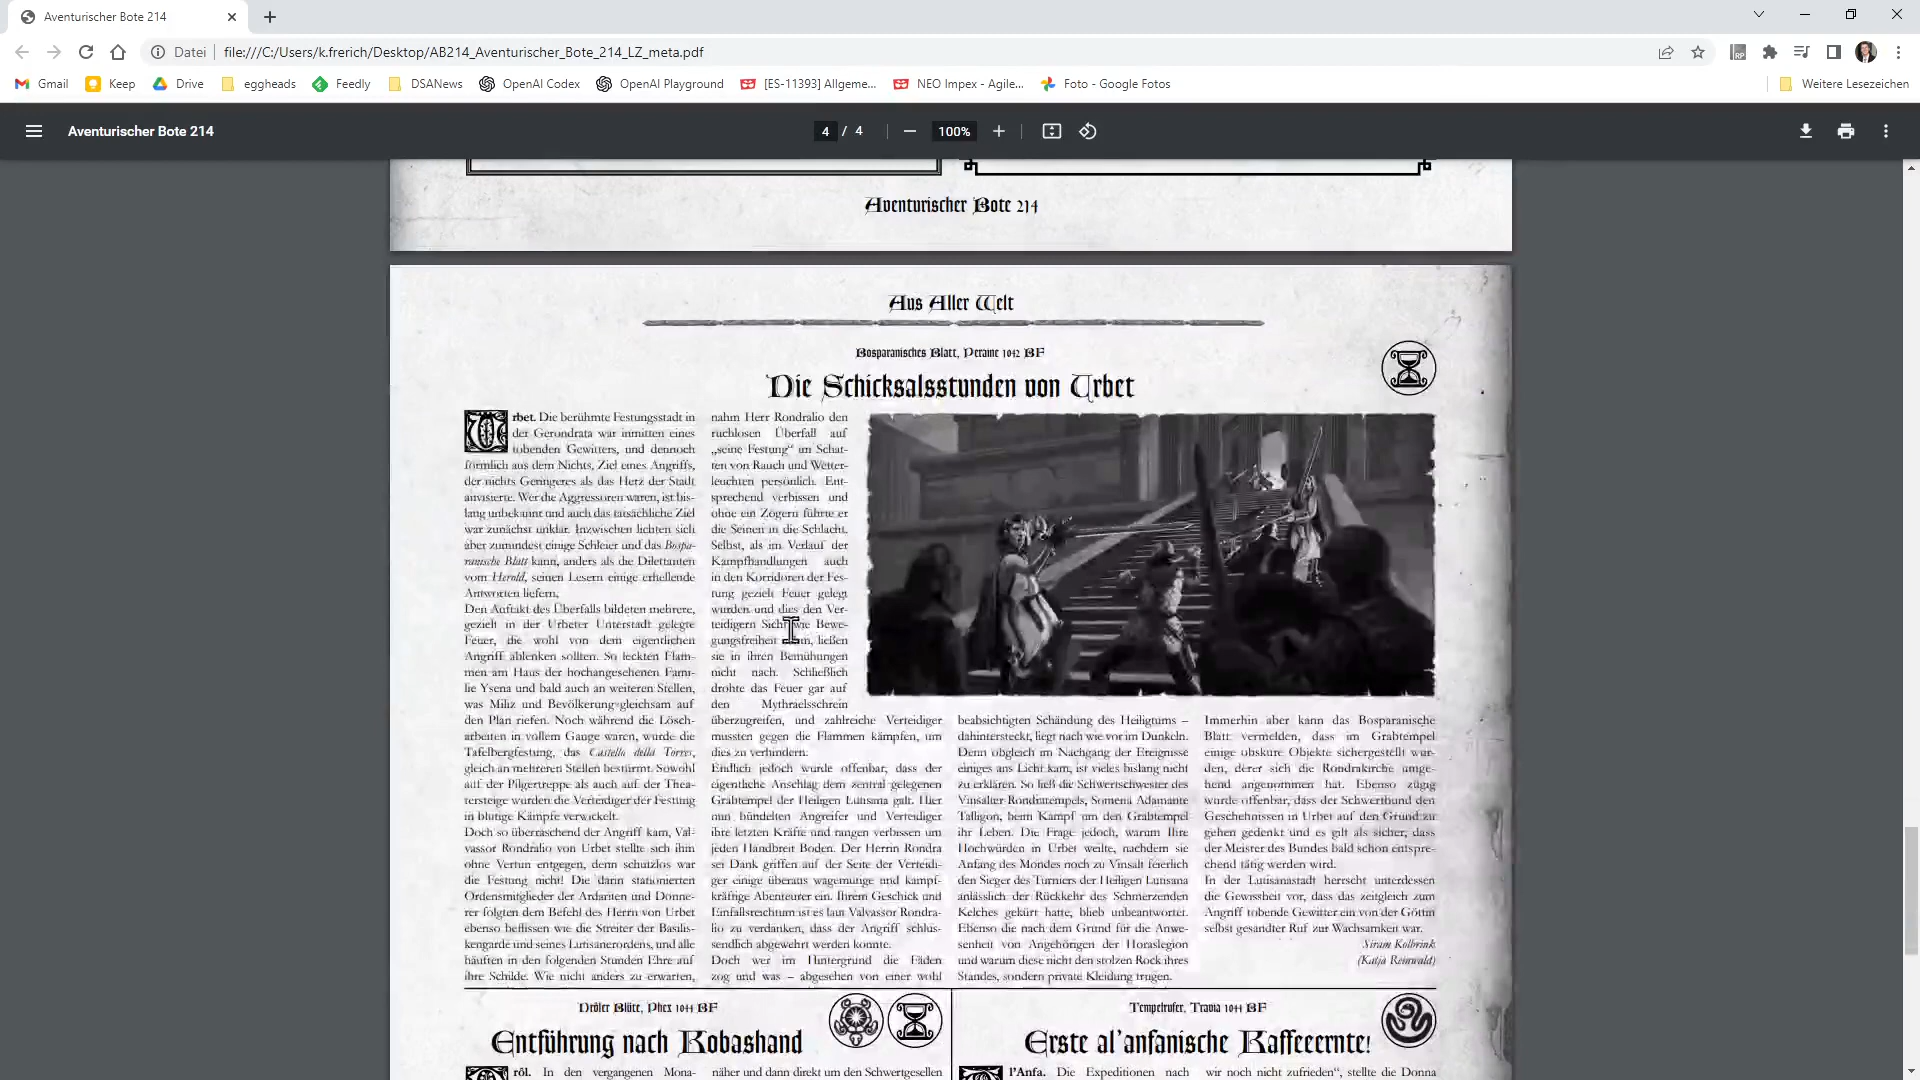 Aventurischer Bote 214
Datei
file:///C:/Users/k.frerich/Desktop/AB214_Aventurischer_Bote_214_LZ_meta.pdf
Gmail
Keep
Drive
eggheads
Feedly
DSANews
OpenAI Codex
OpenAI Playground
[ES-11393] Allgeme...
NEO Impex - Agile...
Foto - Google Fotos
Weitere Lesezeichen
Aventurischer Bote 214
4 / 4
100%
Aventurischer Bote 214
Aus Aller Welt
Bosparanisches Blatt, Peraine 1042 BF
Die Schicksalsstunden von Urbet
Urbet. Die berühmte Festungsstadt in
der Gerondrata war inmitten eines
tobenden Gewitters, und dennoch
förmlich aus dem Nichts, Ziel eines Angriffs,
der nichts Geringeres als das Herz der Stadt
anvisierte. Wer die Aggressoren waren, ist bis-
lang unbekannt und auch das tatsächliche Ziel
war zunächst unklar. Inzwischen lichten sich
aber zumindest einige Schleier und das Bospa-
ranische Blatt kann, anders als die Dilettanten
vom Herold, seinen Lesern einige erhellende
Antworten liefern.
Den Auftakt des Überfalls bildeten mehrere,
gezielt in der Urbeter Unterstadt gelegte
Feuer, die wohl von dem eigentlichen
Angriff ablenken sollten. So leckten Flam-
men am Haus der hochangesehenen Fami-
lie Ysena und bald auch an weiteren Stellen,
was Miliz und Bevölkerung gleichsam auf
den Plan riefen. Noch während die Lösch-
arbeiten in vollem Gange waren, wurde die
Tafelbergfestung, das Castello della Torres,
gleich an mehreren Stellen bestürmt. Sowohl
auf der Pilgertreppe als auch auf der Thea-
tersteige wurden die Verteidiger der Festung
in blutige Kämpfe verwickelt.
Doch so überraschend der Angriff kam, Val-
vassor Rondralio von Urbet stellte sich ihm
ohne Vertun entgegen, denn schutzlos war
die Festung nicht! Die darin stationierten
Ordensmitglieder der Ardariten und Donne-
rer folgten dem Befehl des Herrn von Urbet
ebenso beflissen wie die Streiter der Basilis-
kengarde und seines Lutisanerordens, und alle
häuften in den folgenden Stunden Ehre auf
ihre Schilde. Wie nicht anders zu erwarten,
nahm Herr Rondralio den
ruchlosen Überfall auf
„seine Festung“ im Schat-
ten von Rauch und Wetter-
leuchten persönlich. Ent-
sprechend verbissen und
ohne ein Zögern führte er
die Seinen in die Schlacht.
Selbst, als im Verlauf der
Kampfhandlungen auch
in den Korridoren der Fes-
tung gezielt Feuer gelegt
wurden und dies den Ver-
teidigern Sicht wie Bewe-
gungsfreiheit nahm, ließen
sie in ihren Bemühungen
nicht nach. Schließlich
drohte das Feuer gar auf
den Mythraelsschrein
überzugreifen, und zahlreiche Verteidiger
mussten gegen die Flammen kämpfen, um
dies zu verhindern.
Endlich jedoch wurde offenbar, dass der
eigentliche Anschlag dem zentral gelegenen
Grabtempel der Heiligen Lutisana galt. Hier
nun bündelten Angreifer und Verteidiger
ihre letzten Kräfte und rangen verbissen um
jeden Handbreit Boden. Der Herrin Rondra
sei Dank griffen auf der Seite der Verteidi-
ger einige überaus wagemutige und kampf-
kräftige Abenteurer ein. Ihrem Geschick und
Einfallsreichtum ist es laut Valvassor Rondra-
lio zu verdanken, dass der Angriff schlus-
sendlich abgewehrt werden konnte.
Doch wer im Hintergrund die Fäden
zog und was – abgesehen von einer wohl
beabsichtigten Schändung des Heiligtums –
dahintersteckt, liegt nach wie vor im Dunkeln.
Denn obgleich im Nachgang der Ereignisse
einiges ans Licht kam, ist vieles bislang nicht
zu erklären. So ließ die Schwertschwester des
Vinsalter Rondratempels, Somena Adamante
Talligon, beim Kampf um den Grabtempel
ihr Leben. Die Frage jedoch, warum Ihre
Hochwürden in Urbet weilte, nachdem sie
Anfang des Mondes noch zu Vinsalt feierlich
den Sieger des Turniers der Heiligen Lutisana
anlässlich der Rückkehr des Schmerzenden
Kelches gekürt hatte, blieb unbeantwortet.
Ebenso die nach dem Grund für die Anwe-
senheit von Angehörigen der Horaslegion
und warum diese nicht den stolzen Rock ihres
Standes, sondern private Kleidung trugen.
Immerhin aber kann das Bosparanische
Blatt vermelden, dass im Grabtempel
einige obskure Objekte sichergestellt wur-
den, derer sich die Rondrakirche umge-
hend angenommen hat. Ebenso zügig
wurde offenbar, dass der Schwertbund den
Geschehnissen in Urbet auf den Grund zu
gehen gedenkt und es gilt als sicher, dass
der Meister des Bundes bald schon entspre-
chend tätig werden wird.
In der Lutisanastadt herrscht unterdessen
die Gewissheit vor, dass das zeitgleich zum
Angriff tobende Gewitter ein von der Göttin
selbst gesandter Ruf zur Wachsamkeit war.
Siram Kolbrink
(Katja Reinwald)
Drôler Blüte, Phex 1044 BF
Entführung nach Kobashand
Drôl. In den vergangenen Mona-
näher und dann direkt um den Schwertgesellen
Tempelrufer, Travia 1044 BF
Erste al'anfanische Kaffeeernte!
Al'Anfa. Die Expeditionen nach
wir noch nicht zufrieden“, stellte die Donna